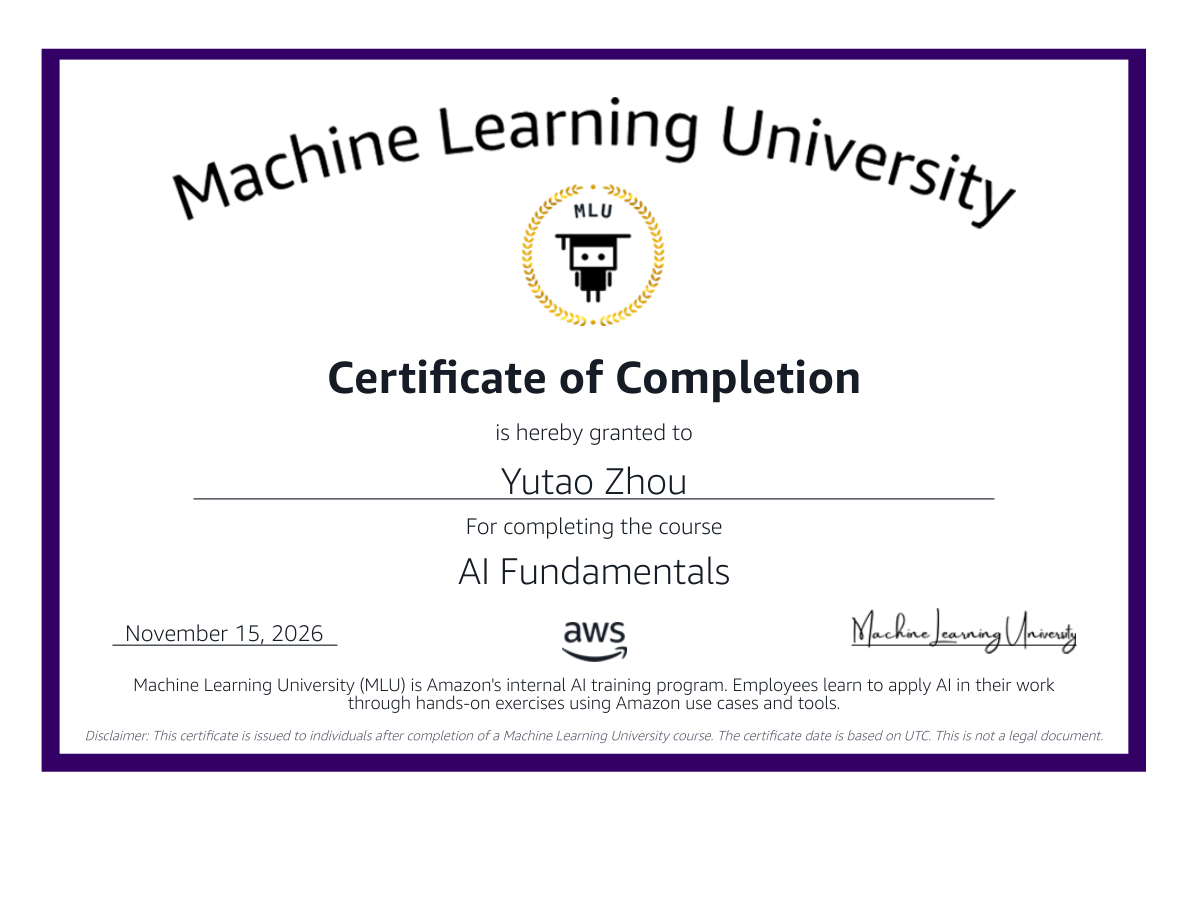 Machine Learning University
MLU
Certificate of Completion
is hereby granted to
Yutao Zhou
For completing the course
AI Fundamentals
November 15, 2026
aws
Machine Learning University
Machine Learning University (MLU) is Amazon's internal AI training program. Employees learn to apply AI in their work
through hands-on exercises using Amazon use cases and tools.
Disclaimer: This certificate is issued to individuals after completion of a Machine Learning University course. The certificate date is based on UTC. This is not a legal document.